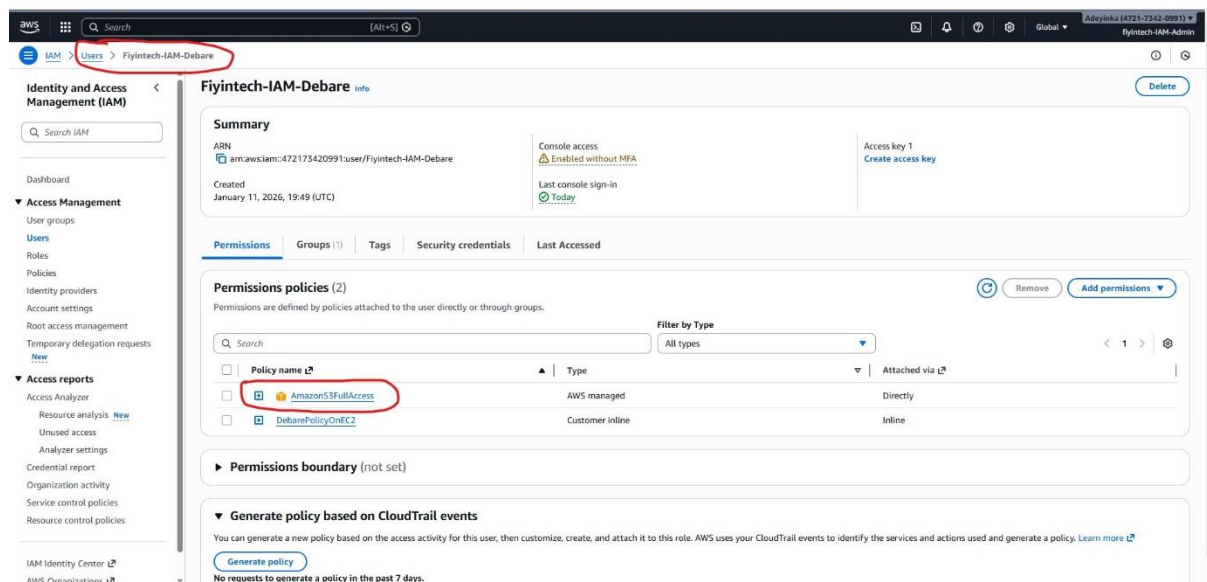 aws Search [Alt+S] Global Adeyinka (4721-7342-0991)
fiyintech-IAM-Admin
IAM > Users > Fiyintech-IAM-Debare
Identity and Access Management (IAM)
Search IAM
Dashboard
Access Management
User groups
Users
Roles
Policies
Identity providers
Account settings
Root access management
Temporary delegation requests
New
Access reports
Access Analyzer
Resource analysis New
Unused access
Analyzer settings
Credential report
Organization activity
Service control policies
Resource control policies
IAM Identity Center
AWS Organizations
Fiyintech-IAM-Debare Info
Delete
Summary
ARN
arn:aws:iam::472173420991:user/Fiyintech-IAM-Debare
Created
January 11, 2026, 19:49 (UTC)
Console access
Enabled without MFA
Last console sign-in
Today
Access key 1
Create access key
Permissions Groups (1) Tags Security credentials Last Accessed
Permissions policies (2)
Remove Add permissions
Permissions are defined by policies attached to the user directly or through groups.
Filter by Type
Search All types 1
Policy name Type Attached via
AmazonS3FullAccess AWS managed Directly
DebarePolicyOnEC2 Customer inline Inline
Permissions boundary (not set)
Generate policy based on CloudTrail events
You can generate a new policy based on the access activity for this user, then customize, create, and attach it to this role. AWS uses your CloudTrail events to identify the services and actions used and generate a policy. Learn more
Generate policy
No requests to generate a policy in the past 7 days.